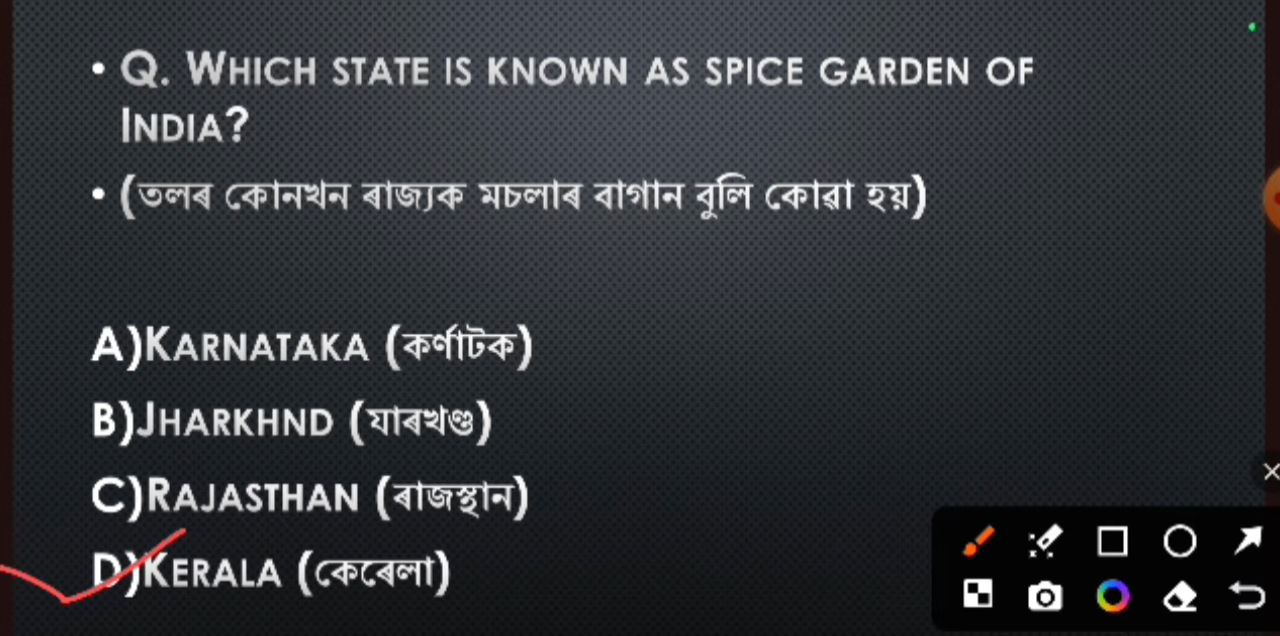 • Q. WHICH STATE IS KNOWN AS SPICE GARDEN OF
INDIA?
• (তলৰ কোনখন ৰাজ্যক মচলাৰ বাগান বুলি কোৱা হয়)
A)KARNATAKA (কৰ্ণাটক)
B)JHARKHND (যাৰখণ্ড)
C)RAJASTHAN (ৰাজস্থান)
D)KERALA (কেৰেলা)